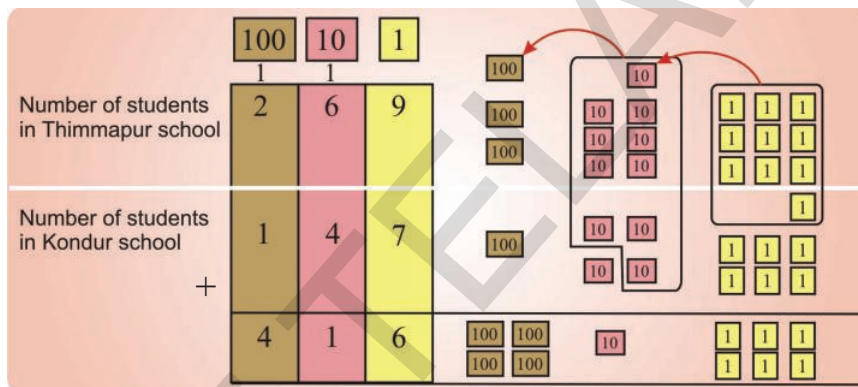 100 10 1
1 1 100 10
Number of students 2 6 9 100 10 10 1 1 1
in Thimmapur school 100 10 10 1 1 1
10 10 1 1 1
1
Number of students
in Kondur school 1 4 7 100 10 10 1 1 1
10 10 1 1 1
+
4 1 6 100 100 10 1 1 1
100 100 1 1 1
TELA